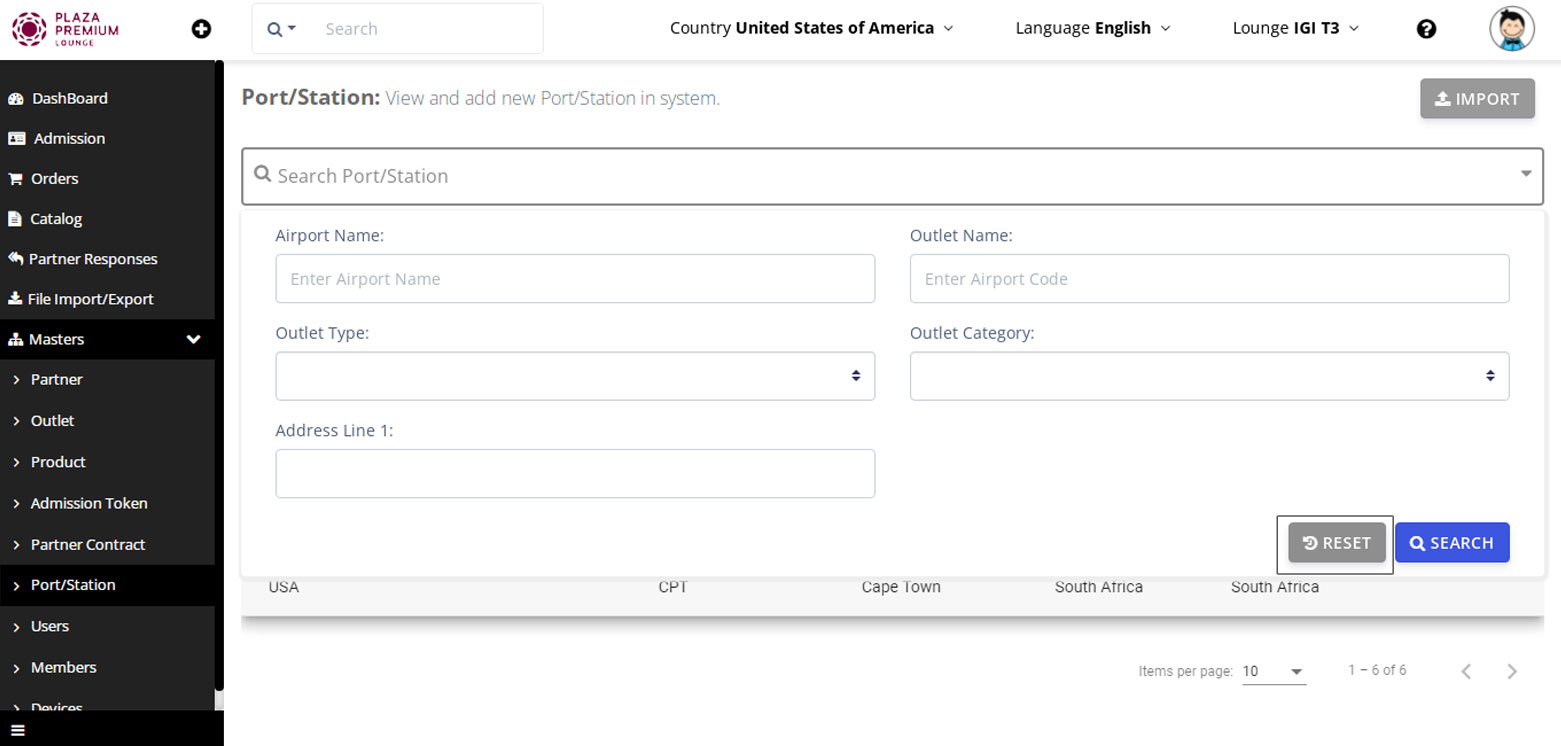 PLAZA
PREMIUM
LOUNGE
Search
Country United States of America
Language English
Lounge IGI T3
DashBoard
Admission
Orders
Catalog
Partner Responses
File Import/Export
Masters
Partner
Outlet
Product
Admission Token
Partner Contract
Port/Station
Users
Members
Devices
Port/Station: View and add new Port/Station in system.
IMPORT
Search Port/Station
Airport Name:
Outlet Name:
Enter Airport Name
Enter Airport Code
Outlet Type:
Outlet Category:
Address Line 1:
RESET
SEARCH
USA CPT Cape Town South Africa South Africa
Items per page: 10 1 – 6 of 6